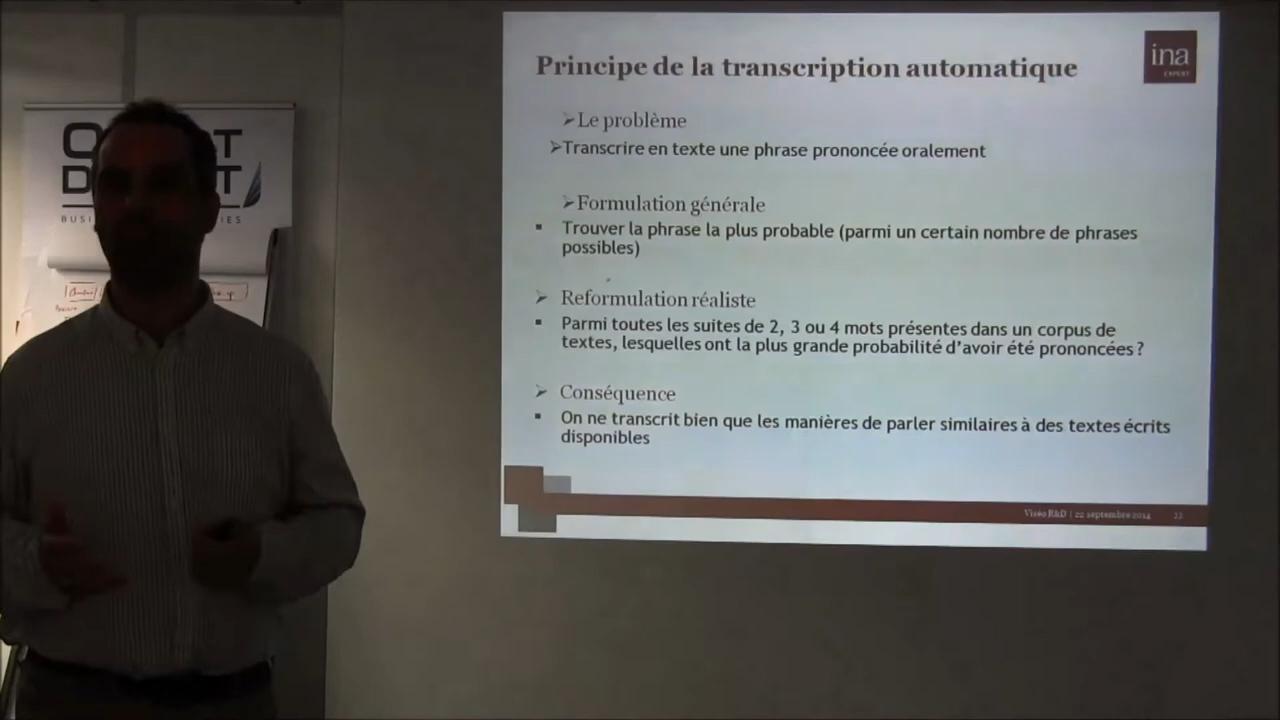 Principe de la transcription automatique
ina
EXPERT
➢Le problème
➢Transcrire en texte une phrase prononcée oralement
➢Formulation générale
▪ Trouver la phrase la plus probable (parmi un certain nombre de phrases
possibles)
➢ Reformulation réaliste
▪ Parmi toutes les suites de 2, 3 ou 4 mots présentes dans un corpus de
textes, lesquelles ont la plus grande probabilité d'avoir été prononcées ?
➢ Conséquence
▪ On ne transcrit bien que les manières de parler similaires à des textes écrits
disponibles
R&D | 22 septembre 2014 22